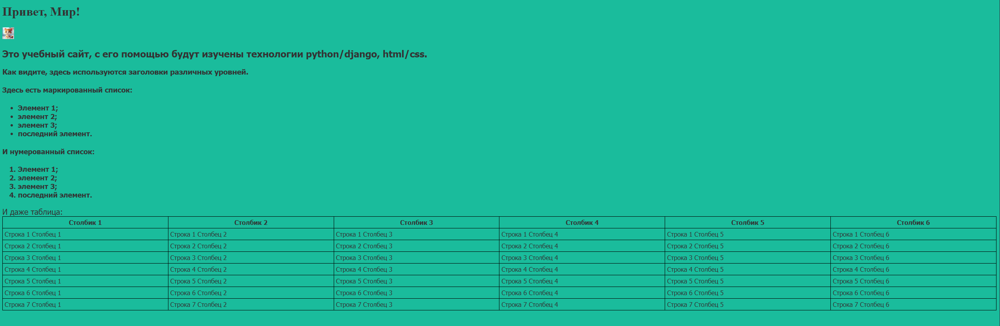 Привет, Мир!
Это учебный сайт, с его помощью будут изучены технологии python/django, html/css.
Как видите, здесь используются заголовки различных уровней.
Здесь есть маркированный список:
• Элемент 1;
• элемент 2;
• элемент 3;
• последний элемент.
И нумерованный список:
1. Элемент 1;
2. элемент 2;
3. элемент 3;
4. последний элемент.
И даже таблица:
Столбик 1 Столбик 2 Столбик 3 Столбик 4 Столбик 5 Столбик 6
Строка 1 Столбец 1 Строка 1 Столбец 2 Строка 1 Столбец 3 Строка 1 Столбец 4 Строка 1 Столбец 5 Строка 1 Столбец 6
Строка 2 Столбец 1 Строка 2 Столбец 2 Строка 2 Столбец 3 Строка 2 Столбец 4 Строка 2 Столбец 5 Строка 2 Столбец 6
Строка 3 Столбец 1 Строка 3 Столбец 2 Строка 3 Столбец 3 Строка 3 Столбец 4 Строка 3 Столбец 5 Строка 3 Столбец 6
Строка 4 Столбец 1 Строка 4 Столбец 2 Строка 4 Столбец 3 Строка 4 Столбец 4 Строка 4 Столбец 5 Строка 4 Столбец 6
Строка 5 Столбец 1 Строка 5 Столбец 2 Строка 5 Столбец 3 Строка 5 Столбец 4 Строка 5 Столбец 5 Строка 5 Столбец 6
Строка 6 Столбец 1 Строка 6 Столбец 2 Строка 6 Столбец 3 Строка 6 Столбец 4 Строка 6 Столбец 5 Строка 6 Столбец 6
Строка 7 Столбец 1 Строка 7 Столбец 2 Строка 7 Столбец 3 Строка 7 Столбец 4 Строка 7 Столбец 5 Строка 7 Столбец 6